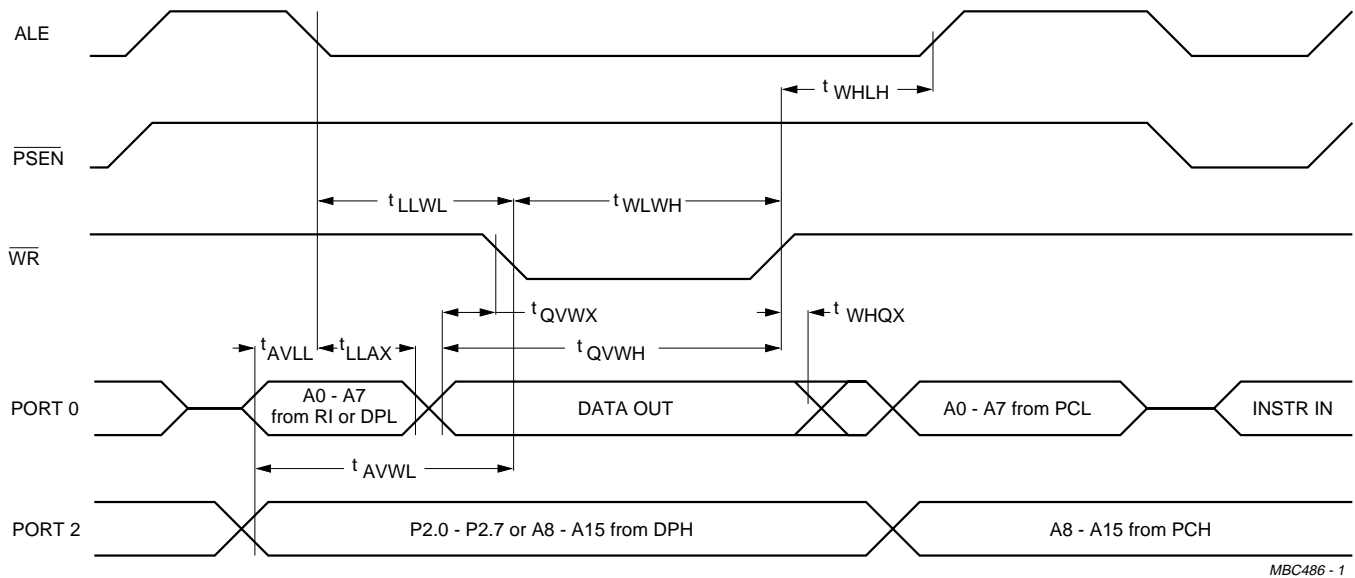 ALE
t WHLH
PSEN
t LLWL
t WLWH
WR
t QVWX
t WHQX
t AVLL
t LLAX
t QVWH
PORT 0
A0 - A7
from RI or DPL
DATA OUT
A0 - A7 from PCL
INSTR IN
t AVWL
PORT 2
P2.0 - P2.7 or A8 - A15 from DPH
A8 - A15 from PCH
MBC486 - 1